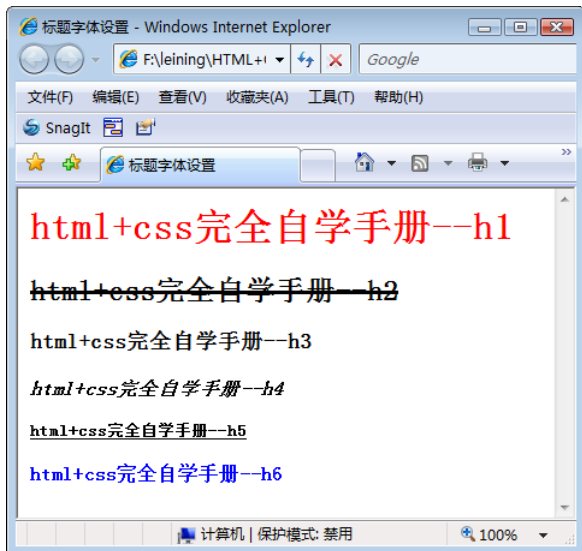 标题字体设置 - Windows Internet Explorer
F:\leining\HTML+
Google
文件(F) 编辑(E) 查看(V) 收藏夹(A) 工具(T) 帮助(H)
SnagIt
标题字体设置
html+css完全自学手册--h1
html+css完全自学手册--h2
html+css完全自学手册--h3
html+css完全自学手册--h4
html+css完全自学手册--h5
html+css完全自学手册--h6
计算机 | 保护模式: 禁用 100%